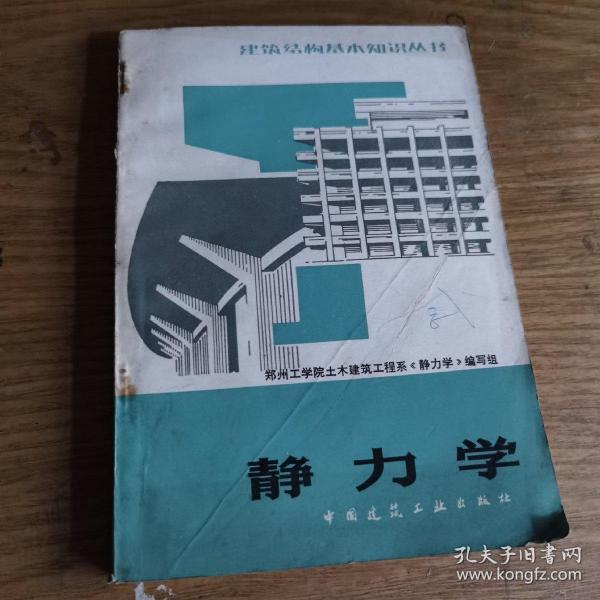 建筑结构基本知识丛书
郑州工学院土木建筑工程系《静力学》编写组
静力学
中国建筑工业出版社
孔夫子旧书网
www.kongfz.com